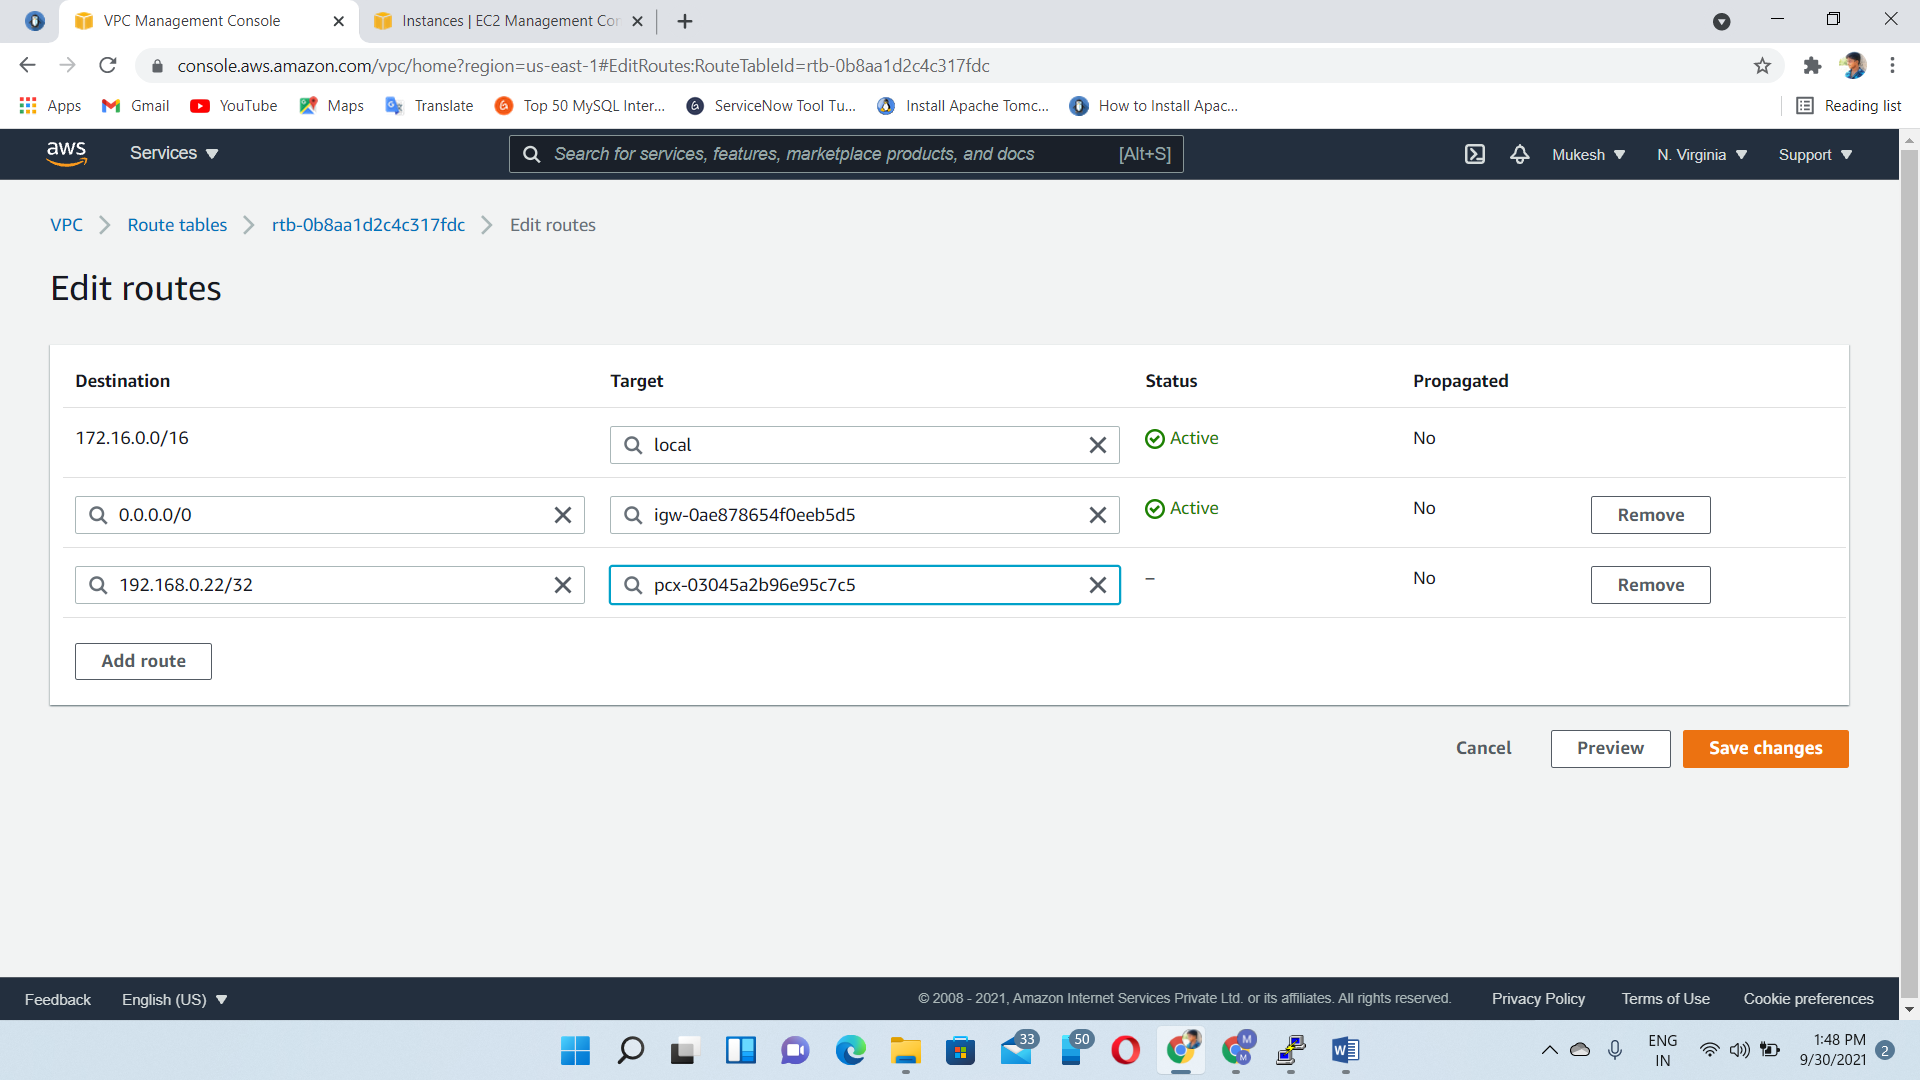 VPC Management Console
Instances | EC2 Management Con
console.aws.amazon.com/vpc/home?region=us-east-1#EditRoutes:RouteTableId=rtb-0b8aa1d2c4c317fdc
Apps Gmail YouTube Maps Translate Top 50 MySQL Inter... ServiceNow Tool Tu... Install Apache Tomc... How to Install Apac... Reading list
aws Services Search for services, features, marketplace products, and docs [Alt+S] Mukesh N. Virginia Support
VPC Route tables rtb-0b8aa1d2c4c317fdc Edit routes
Edit routes
Destination Target Status Propagated
172.16.0.0/16 local Active No
0.0.0.0/0 igw-0ae878654f0eeb5d5 Active No Remove
192.168.0.22/32 pcx-03045a2b96e95c7c5 – No Remove
Add route
Cancel Preview Save changes
Feedback English (US) © 2008 - 2021, Amazon Internet Services Private Ltd. or its affiliates. All rights reserved. Privacy Policy Terms of Use Cookie preferences
33 50 M M ENG 1:48 PM
IN 9/30/2021 2